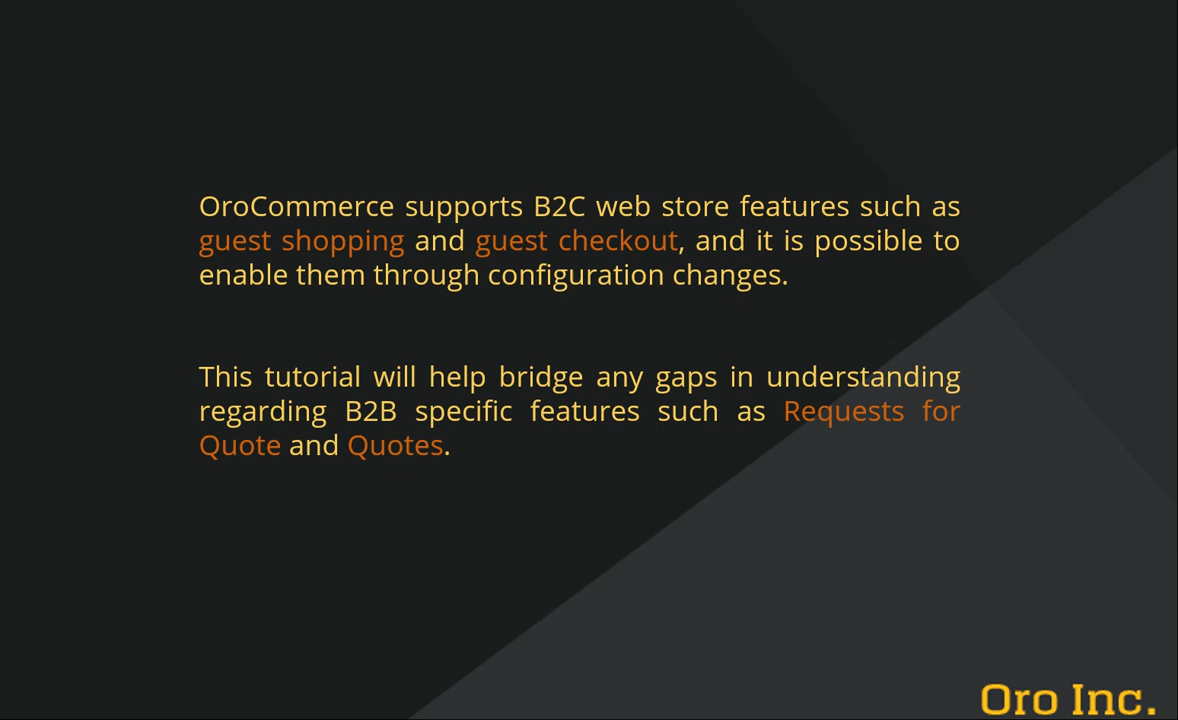 OroCommerce supports B2C web store features such as
guest shopping and guest checkout, and it is possible to
enable them through configuration changes.
This tutorial will help bridge any gaps in understanding
regarding B2B specific features such as Requests for
Quote and Quotes.
Oro Inc.